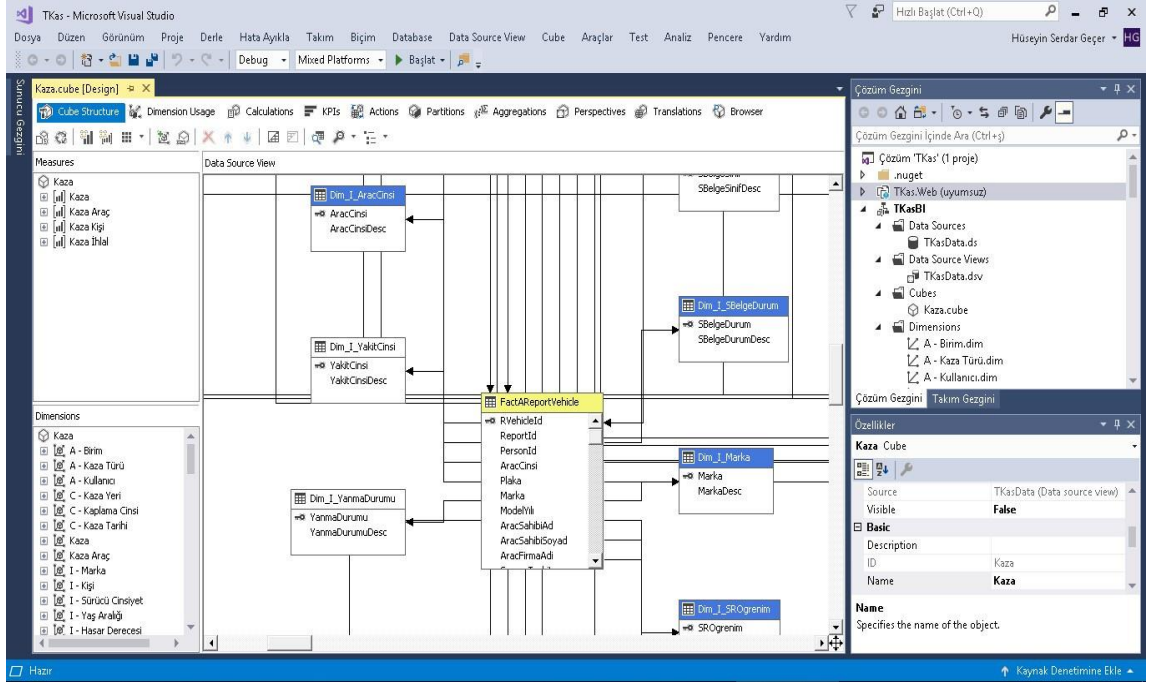 TKas - Microsoft Visual Studio
Hızlı Başlat (Ctrl+Q)
Dosya Düzen Görünüm Proje Derle Hata Ayıkla Takım Biçim Database Data Source View Cube Araçlar Test Analiz Pencere Yardım
Hüseyin Serdar Geçer HG
Debug Mixed Platforms Başlat
Sunucu Gezgini
Kaza.cube [Design]
Cube Structure Dimension Usage Calculations KPIs Actions Partitions Aggregations Perspectives Translations Browser
Measures
Kaza
Kaza
Kaza Araç
Kaza Kişi
Kaza İhlal
Dimensions
Kaza
A - Birim
A - Kaza Türü
A - Kullanıcı
C - Kaza Yeri
C - Kaplama Cinsi
C - Kaza Tarihi
Kaza
Kaza Araç
I - Marka
I - Kişi
I - Sürücü Cinsiyet
I - Yaş Aralığı
I - Hasar Derecesi
Data Source View
Dim_I_AracCinsi
AracCinsi
AracCinsiDesc
SBelgeSinifDesc
Dim_I_SBelgeDurum
SBelgeDurum
SBelgeDurumDesc
Dim_I_YakitCinsi
YakitCinsi
YakitCinsiDesc
FactAReportVehicle
RVehicleId
ReportId
PersonId
AracCinsi
Plaka
Marka
ModelYılı
AracSahibiAd
AracSahibiSoyad
AracFirmaAdi
Dim_I_Marka
Marka
MarkaDesc
Dim_I_YanmaDurumu
YanmaDurumu
YanmaDurumuDesc
Dim_I_SROgrenim
SROgrenim
Çözüm Gezgini
Çözüm Gezgini İçinde Ara (Ctrl+ş)
Çözüm 'TKas' (1 proje)
.nuget
TKas.Web (uyumsuz)
TKasBI
Data Sources
TKasData.ds
Data Source Views
TKasData.dsv
Cubes
Kaza.cube
Dimensions
A - Birim.dim
A - Kaza Türü.dim
A - Kullanıcı.dim
Çözüm Gezgini Takım Gezgini
Özellikler
Kaza Cube
Source TKasData (Data source view)
Visible False
Basic
Description
ID Kaza
Name Kaza
Name
Specifies the name of the object.
Hazır
Kaynak Denetimine Ekle